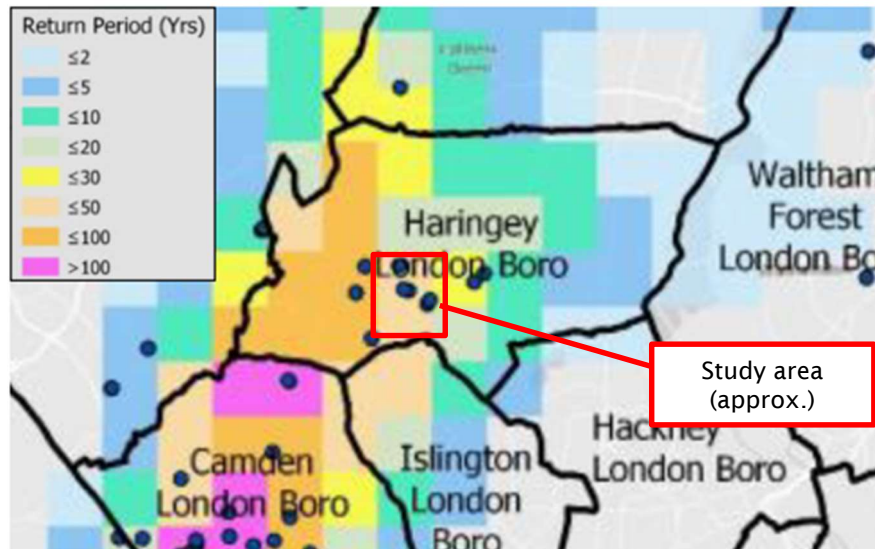 Return Period (Yrs)
≤2
≤5
≤10
≤20
≤30
≤50
≤100
>100
Waltham
Forest
London Bo
Haringey
London Boro
Study area
(approx.)
Hackney
London Boro
Camden
London Boro
Islington
London
Boro